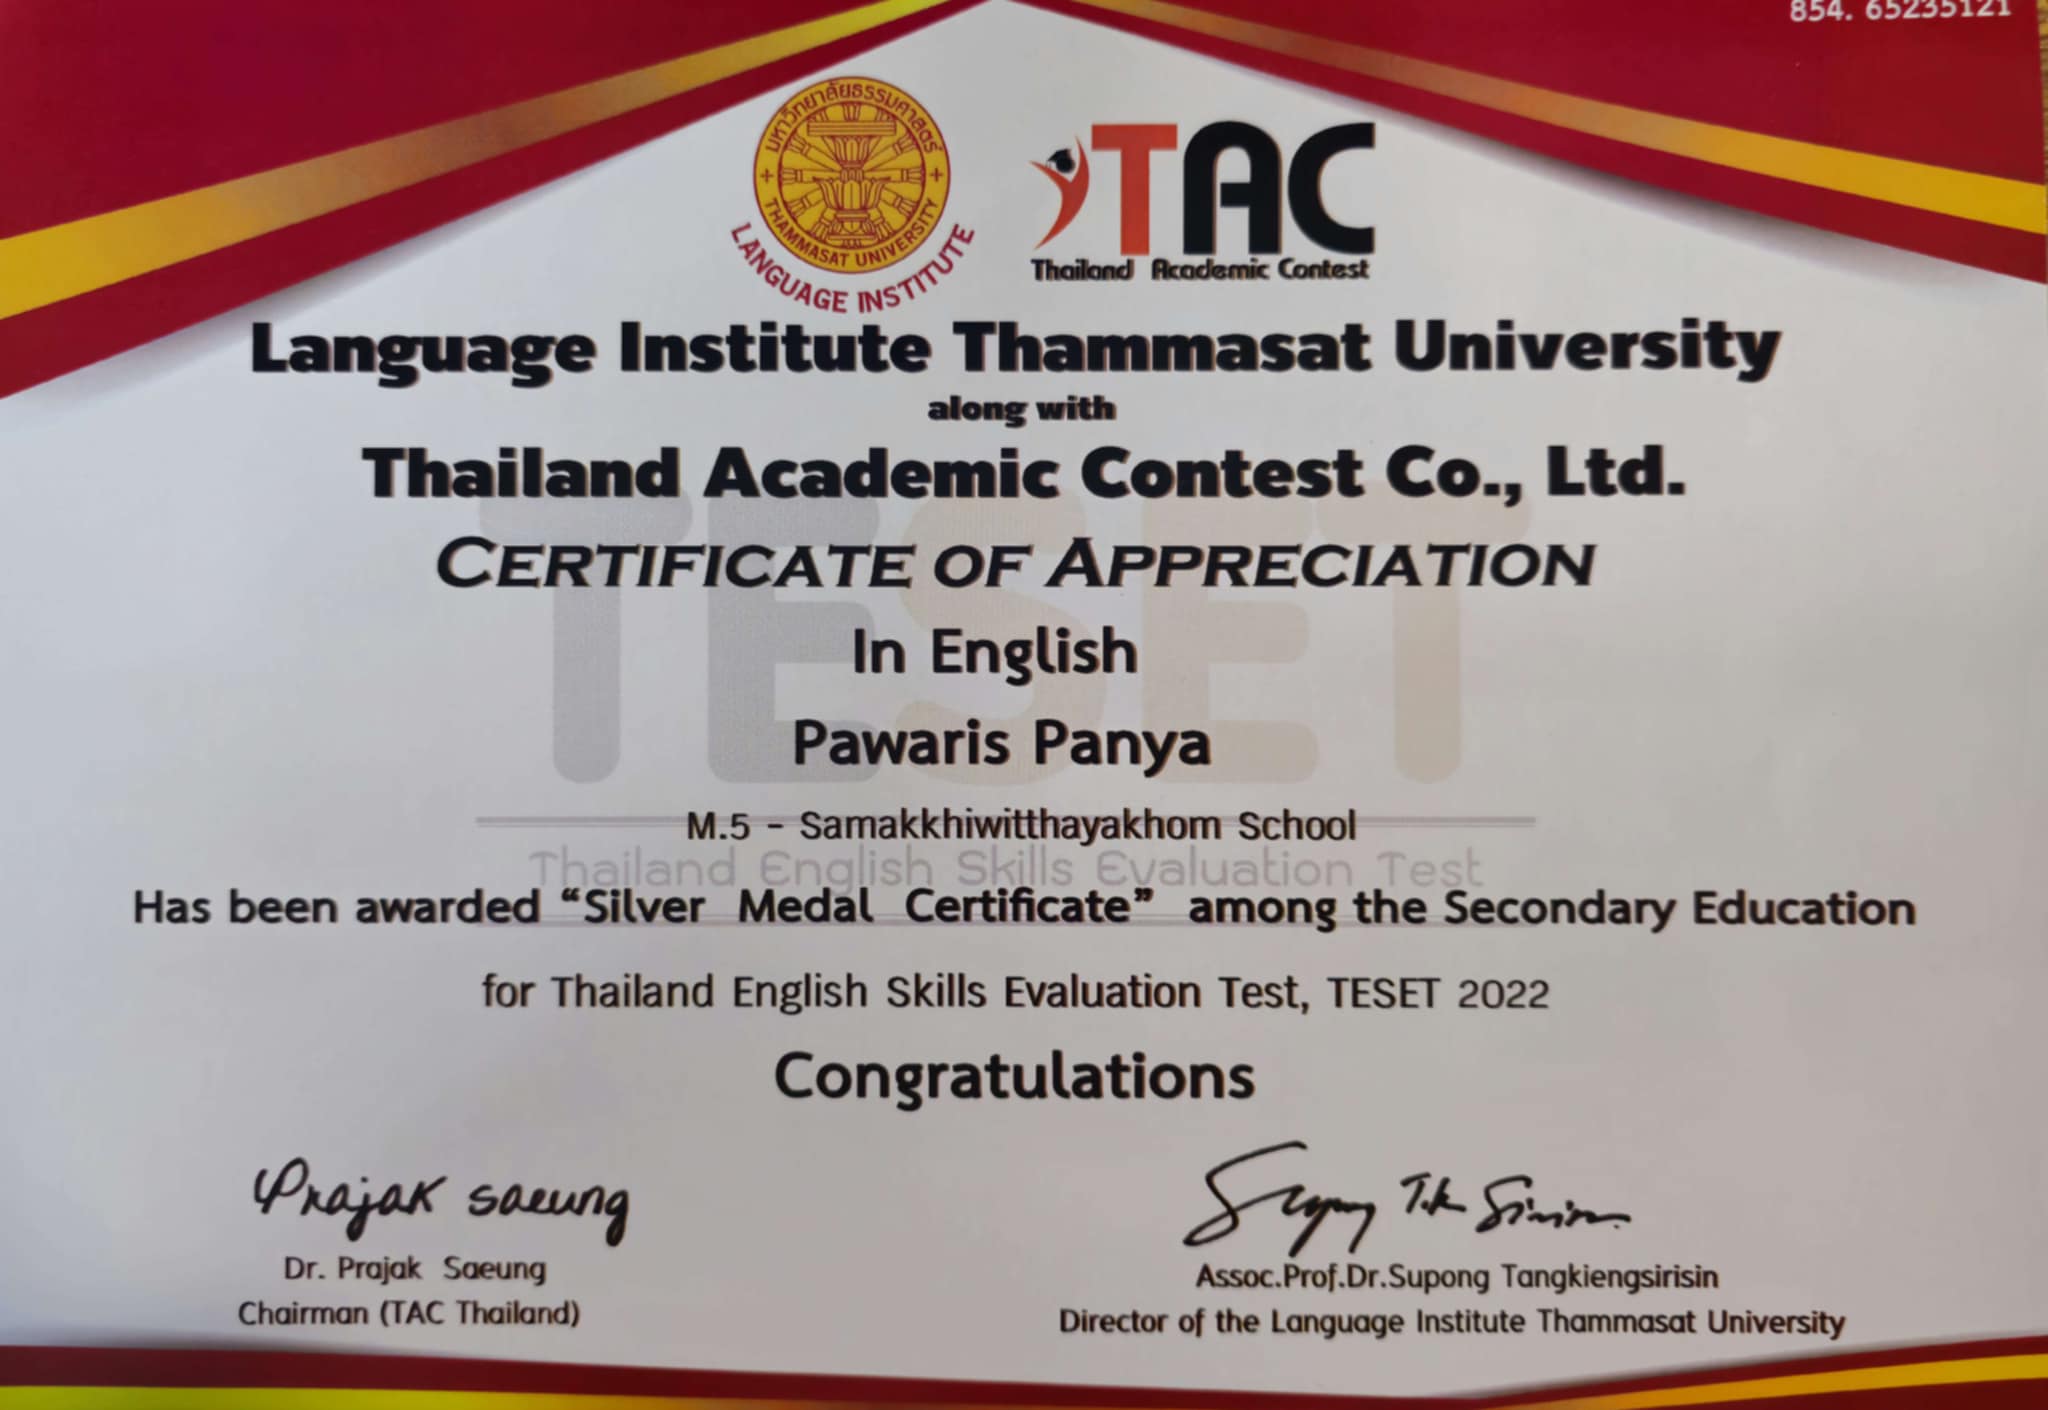 854. 65235121
มหาวิทยาลัยธรรมศาสตร์
THAMMASAT UNIVERSITY
LANGUAGE INSTITUTE
TAC
Thailand Academic Contest
Language Institute Thammasat University
along with
Thailand Academic Contest Co., Ltd.
CERTIFICATE OF APPRECIATION
TESET
In English
Pawaris Panya
M.5 - Samakkhiwitthayakhom School
Thailand English Skills Evaluation Test
Has been awarded “Silver Medal Certificate” among the Secondary Education
for Thailand English Skills Evaluation Test, TESET 2022
Congratulations
Prajak Saeung
Dr. Prajak Saeung
Chairman (TAC Thailand)
Assoc.Prof.Dr.Supong Tangkiengsirisin
Director of the Language Institute Thammasat University